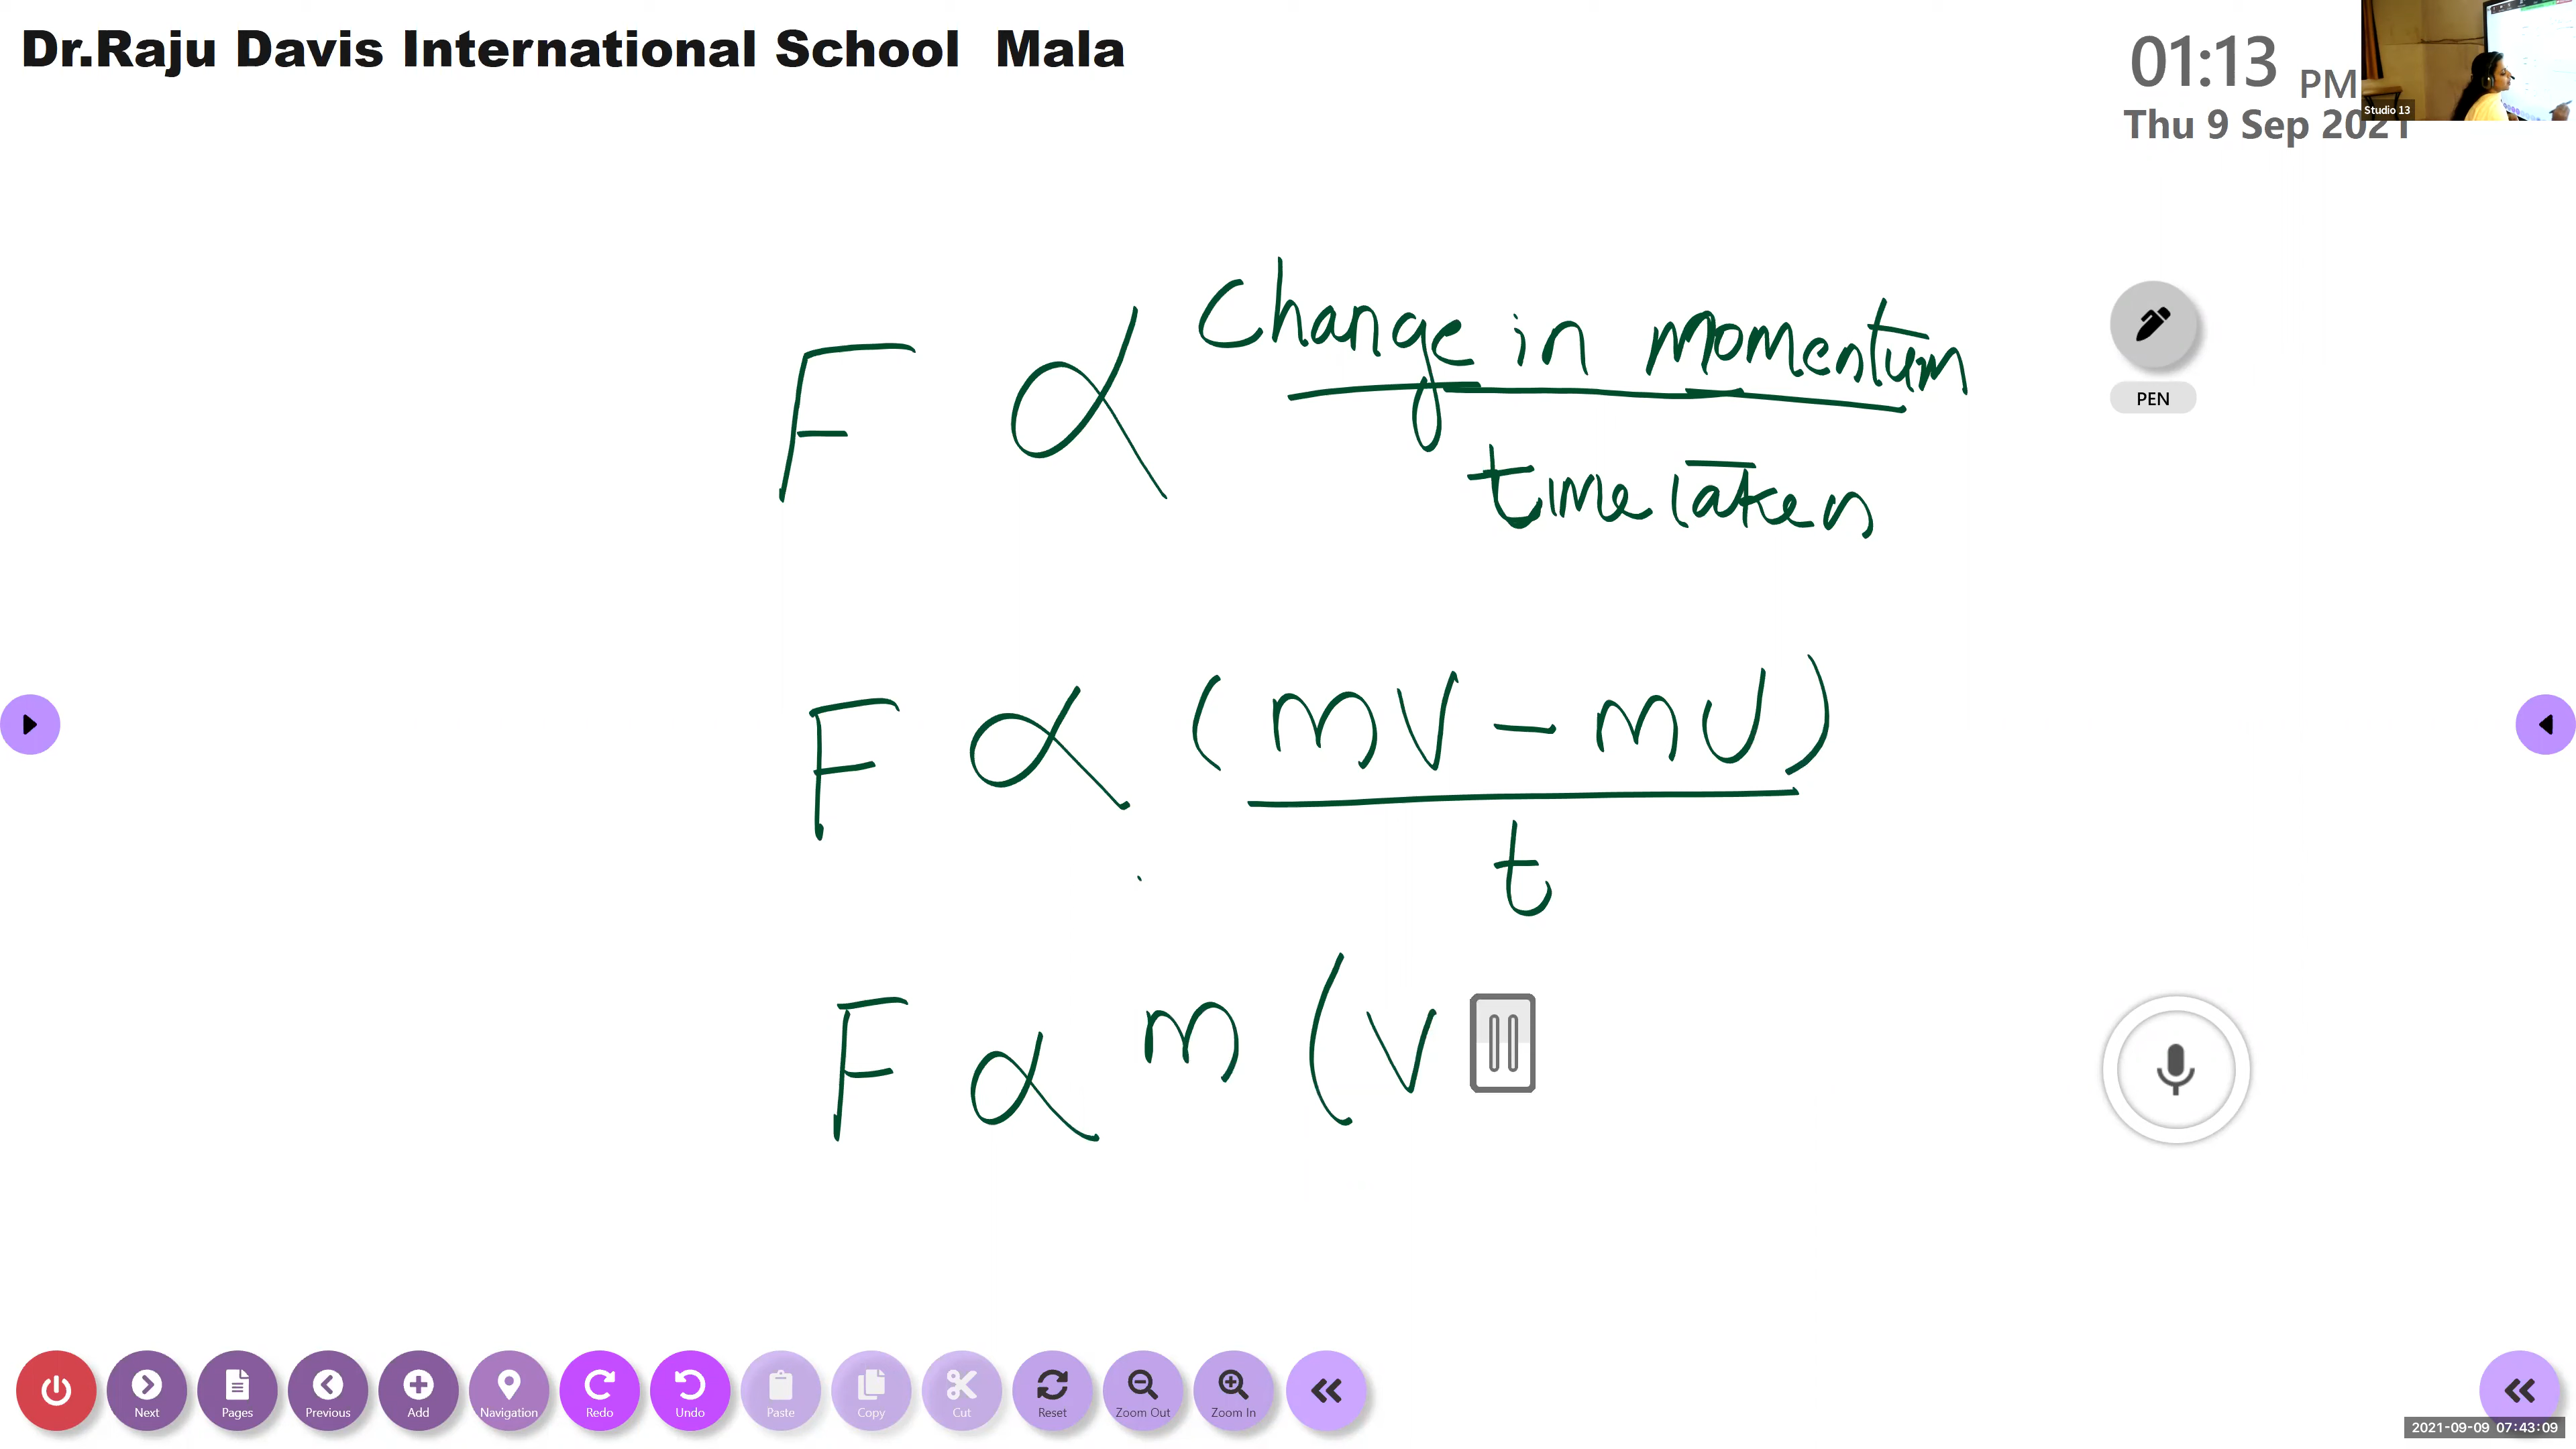 Dr.Raju Davis International School Mala
01:13 PM
Thu 9 Sep 2021
Studio 13
F ∝ Change in momentum
time taken
PEN
F ∝ (mV - mU)
t
F ∝ m (v
Next Pages Previous Add Navigation Redo Undo Paste Copy Cut Reset Zoom Out Zoom In
2021-09-09 07:43:09